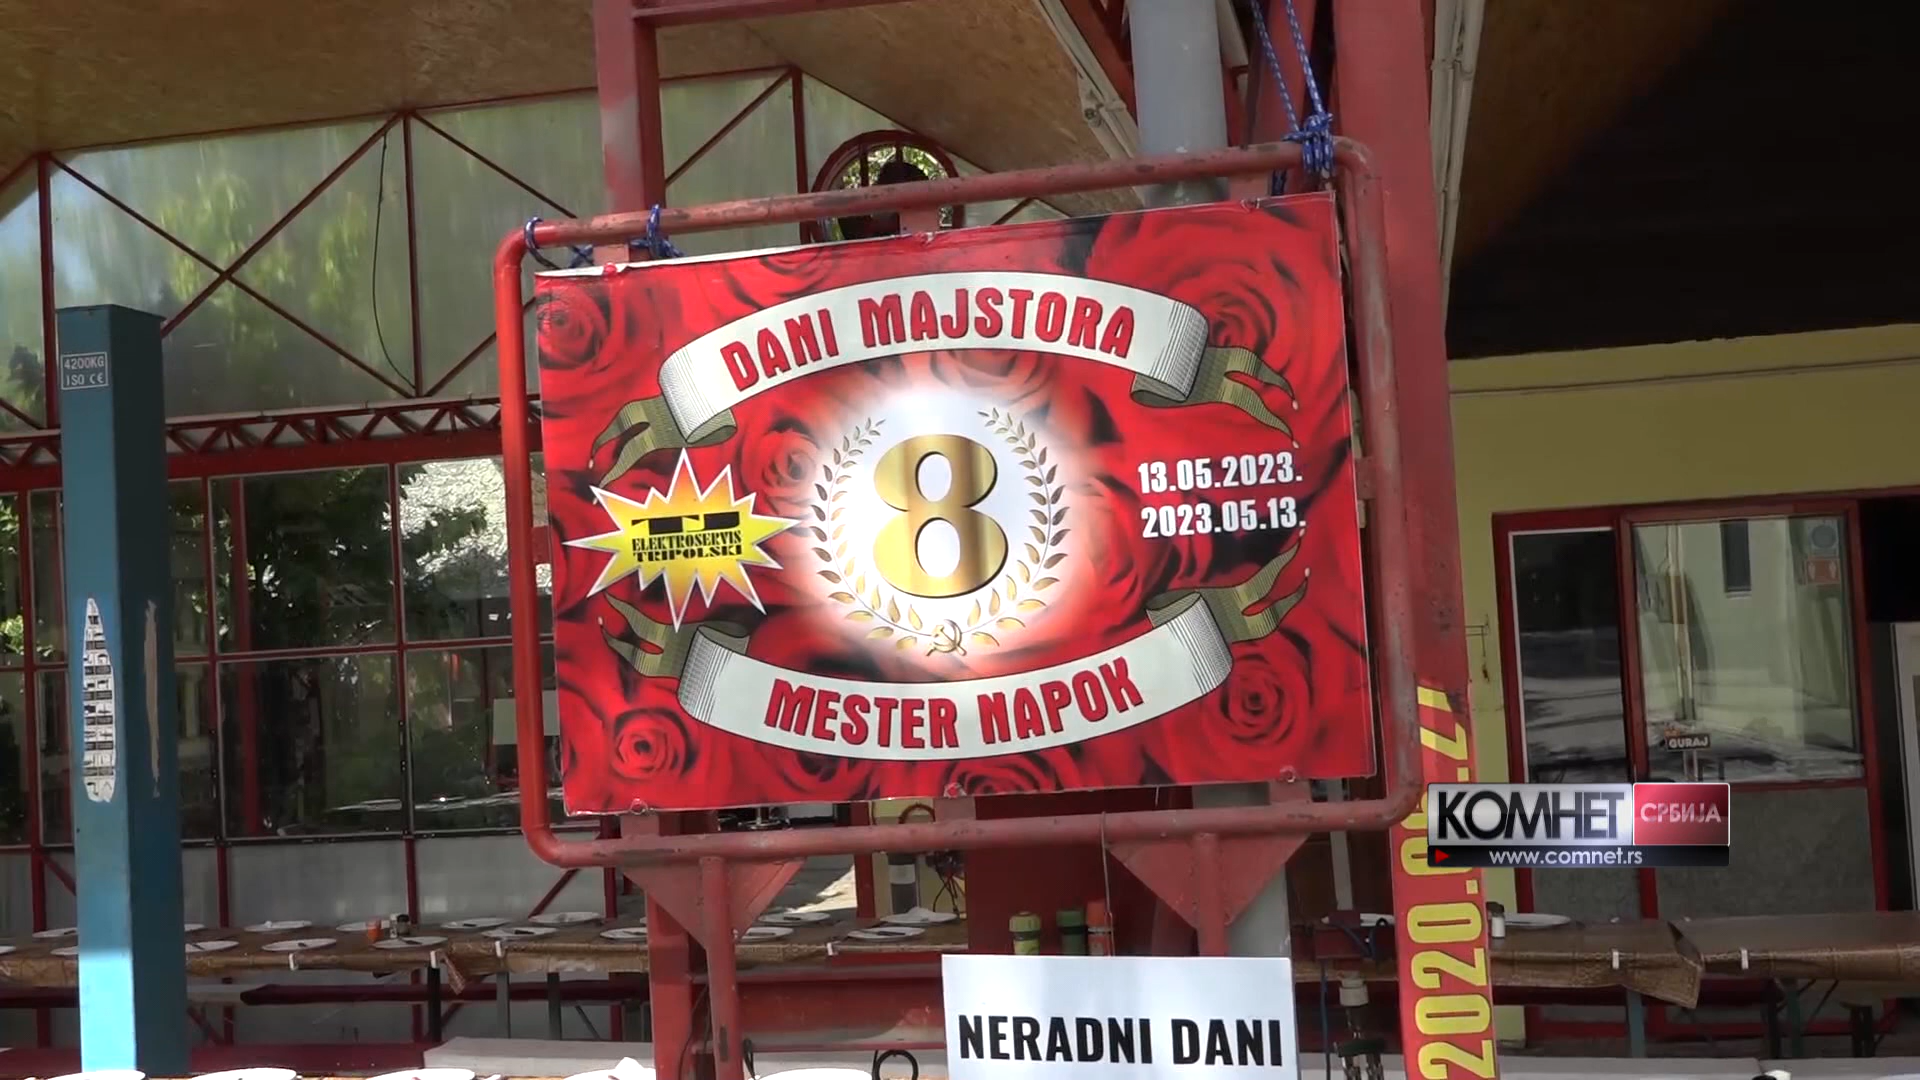 4200KG
ISO CE
DANI MAJSTORA
8
13.05.2023.
2023.05.13.
TJ
ELEKTROSERVIS
TRIPOLSKI
MESTER NAPOK
GURAJ
КОМНЕТ СРБИЈА
www.comnet.rs
NERADNI DANI